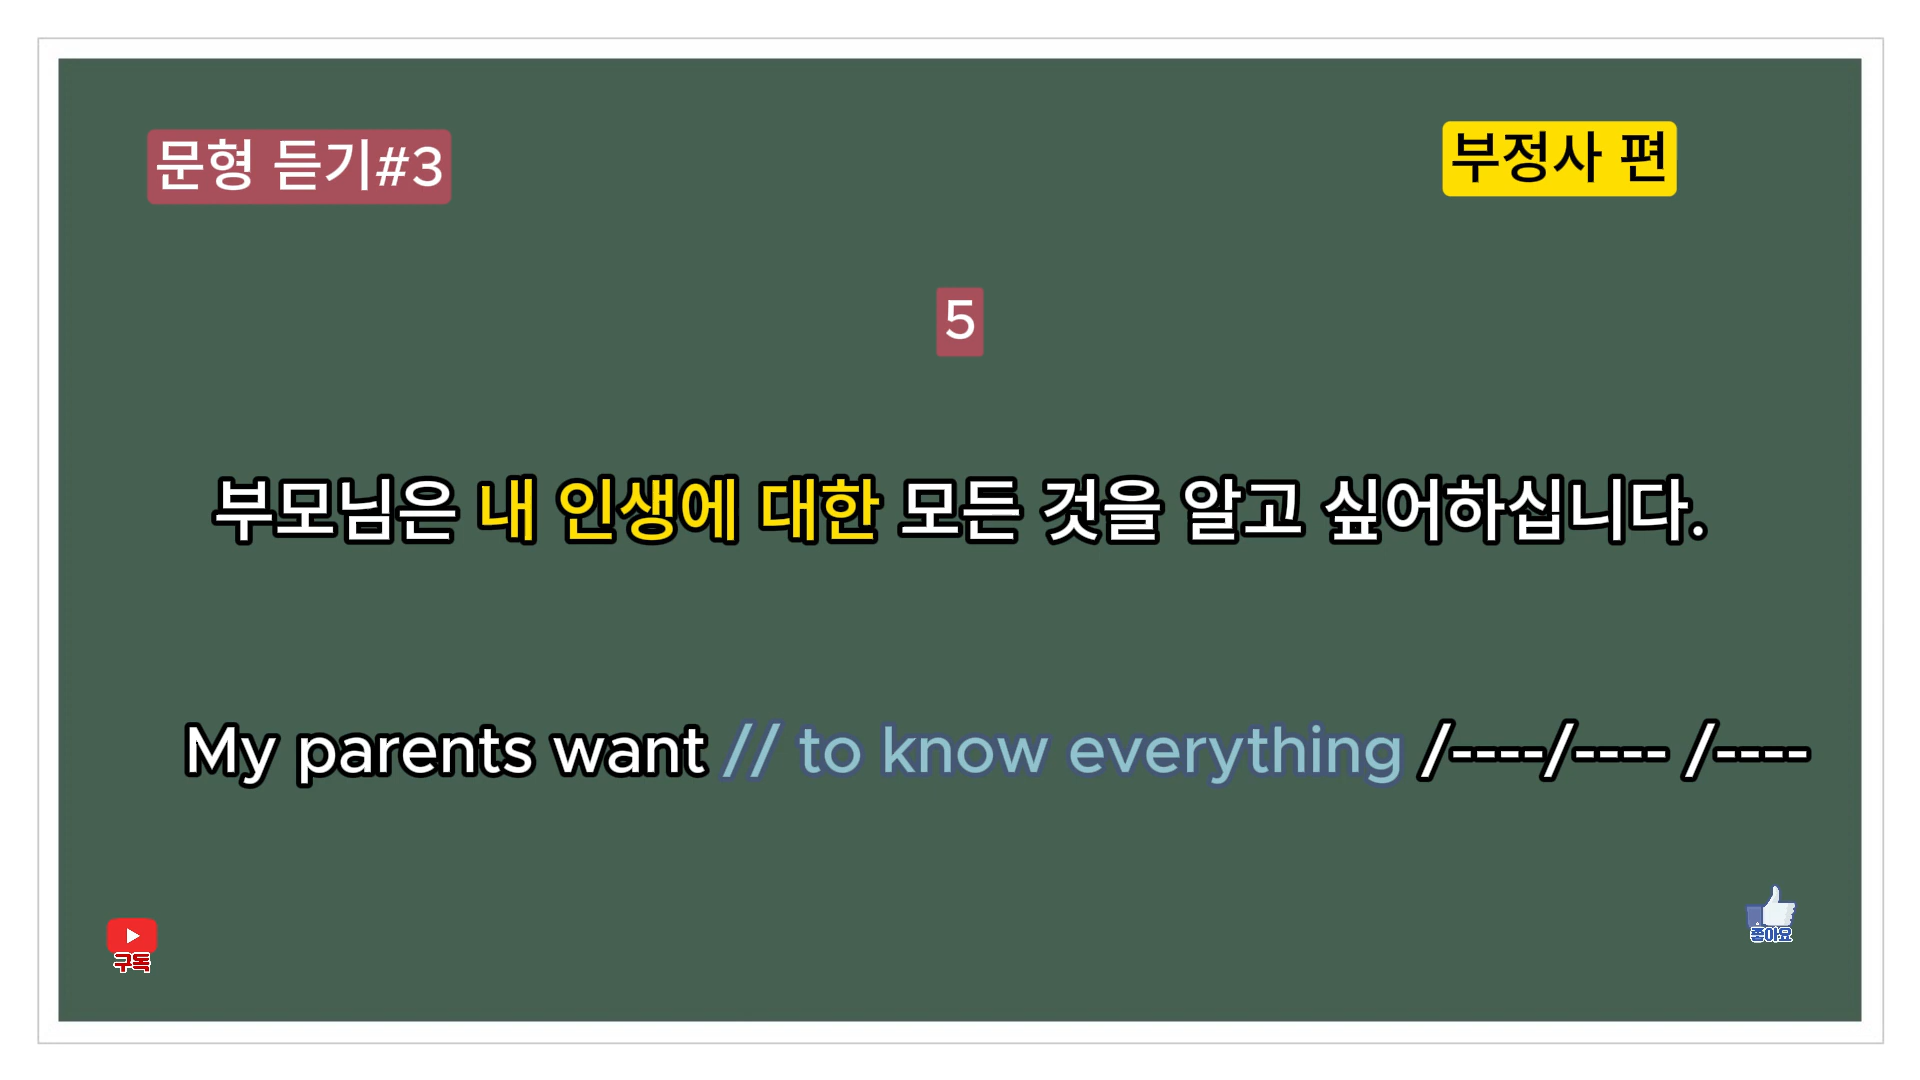 문형 듣기#3
부정사 편
5
부모님은 내 인생에 대한 모든 것을 알고 싶어하십니다.
My parents want // to know everything /----/---- /----
구독
좋아요